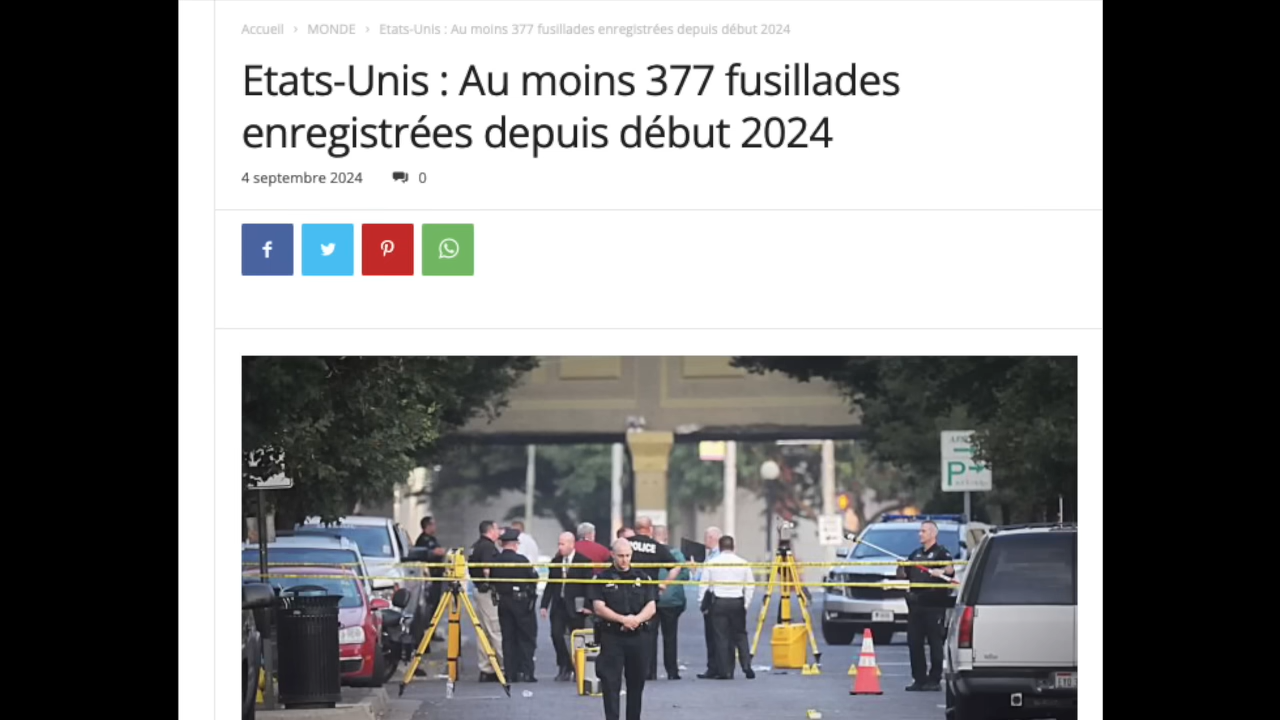 Accueil › MONDE › Etats-Unis : Au moins 377 fusillades enregistrées depuis début 2024
Etats-Unis : Au moins 377 fusillades
enregistrées depuis début 2024
4 septembre 2024 0
POLICE
P